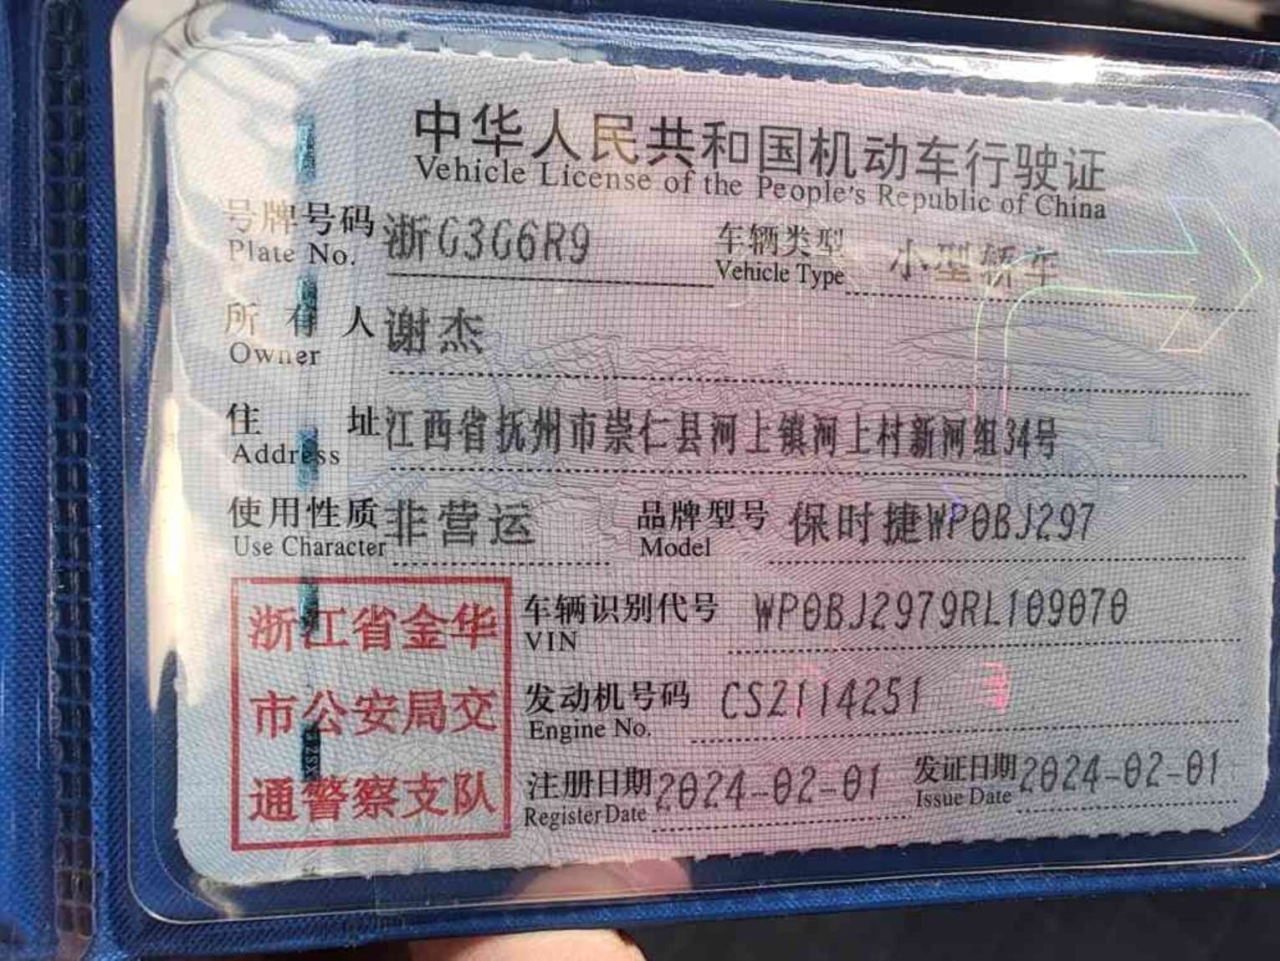 中华人民共和国机动车行驶证
Vehicle License of the People's Republic of China
号牌号码 浙G3G6R9 车辆类型 小型轿车
Plate No. Vehicle Type
所有人 谢杰
Owner
住址 江西省抚州市崇仁县河上镇河上村新河组34号
Address
使用性质 非营运 品牌型号 保时捷WP0BJ297
Use Character Model
浙江省金华
市公安局交
通警察支队
车辆识别代号 WP0BJ2979RL109070
VIN
发动机号码 CS2114251
Engine No.
注册日期 2024-02-01 发证日期 2024-02-01
Register Date Issue Date